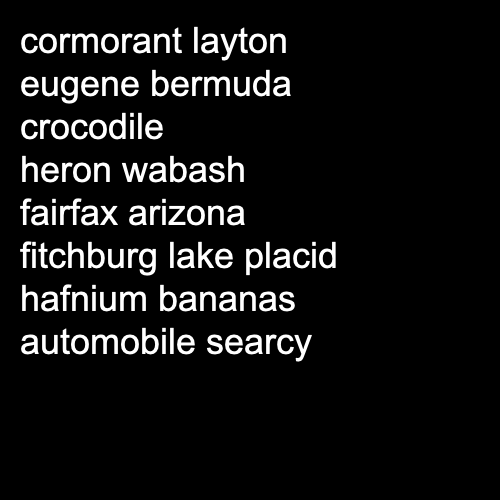 cormorant layton
eugene bermuda
crocodile
heron wabash
fairfax arizona
fitchburg lake placid
hafnium bananas
automobile searcy